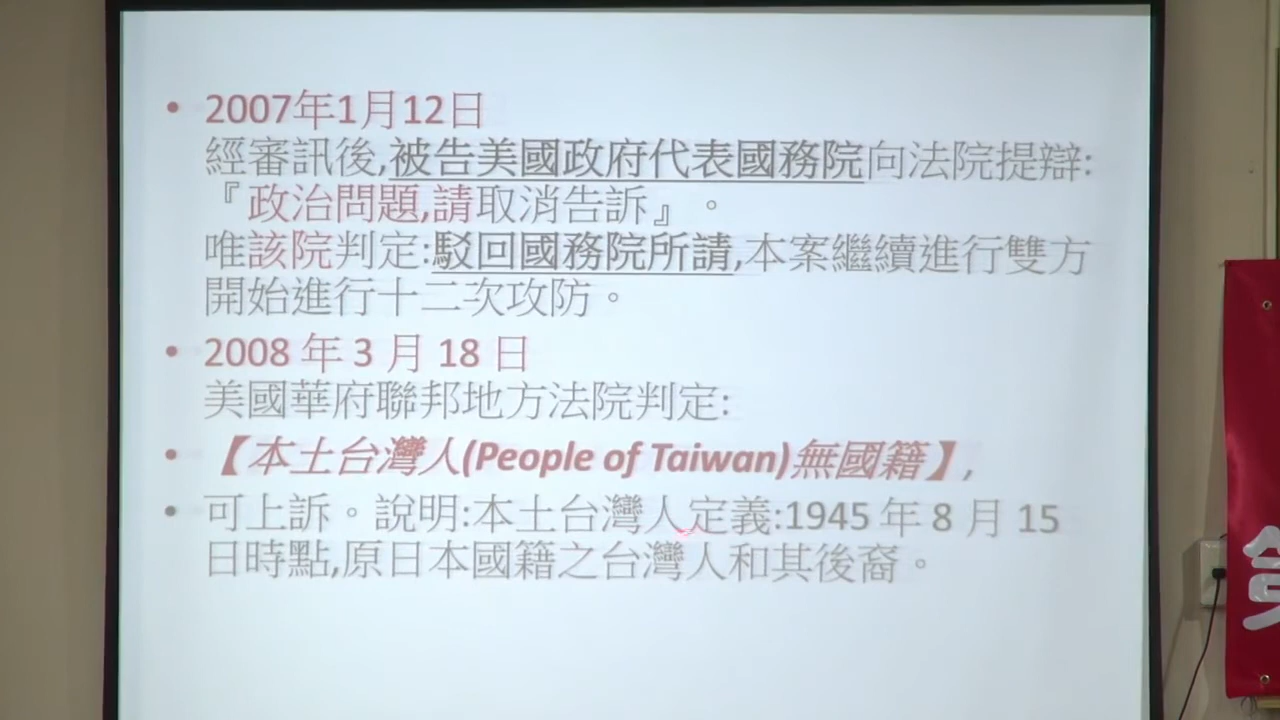 • 2007年1月12日
經審訊後,被告美國政府代表國務院向法院提辯:
『政治問題,請取消告訴』。
唯該院判定:駁回國務院所請,本案繼續進行雙方
開始進行十二次攻防。
• 2008 年 3 月 18 日
美國華府聯邦地方法院判定:
• 【本土台灣人(People of Taiwan)無國籍】,
• 可上訴。說明:本土台灣人定義:1945 年 8 月 15
日時點,原日本國籍之台灣人和其後裔。